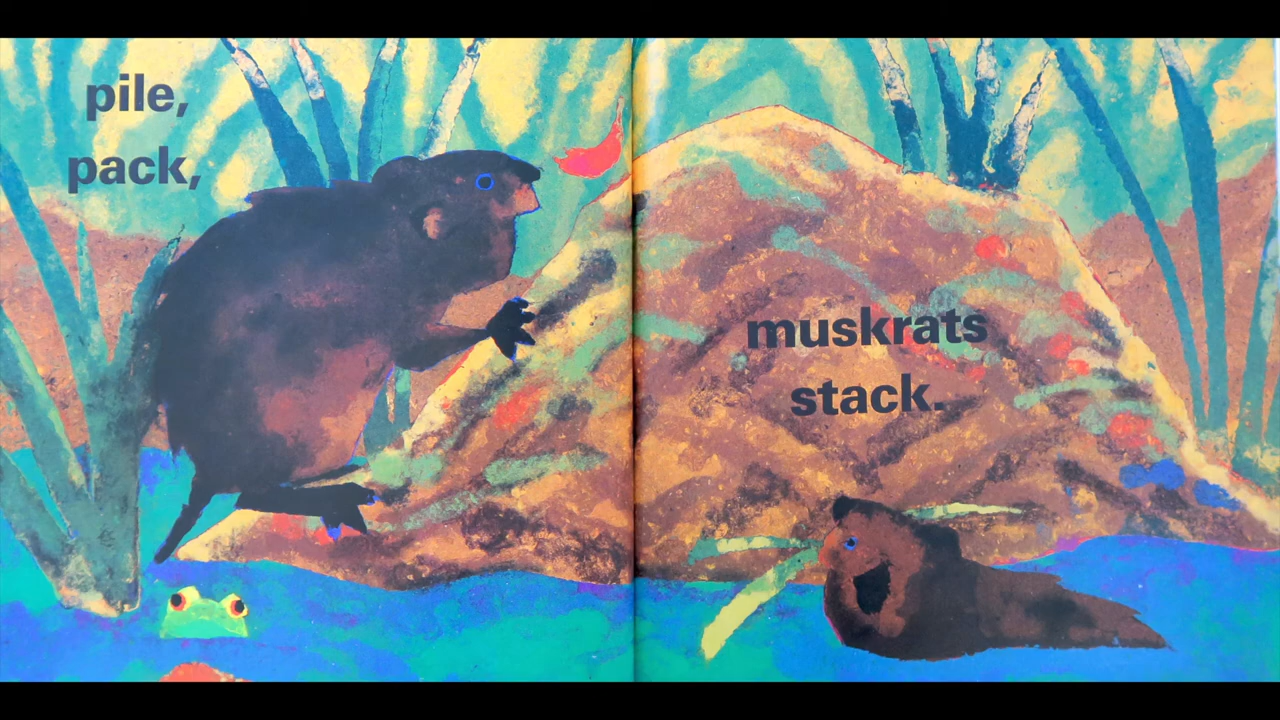 pile,
pack,
muskrats
stack.